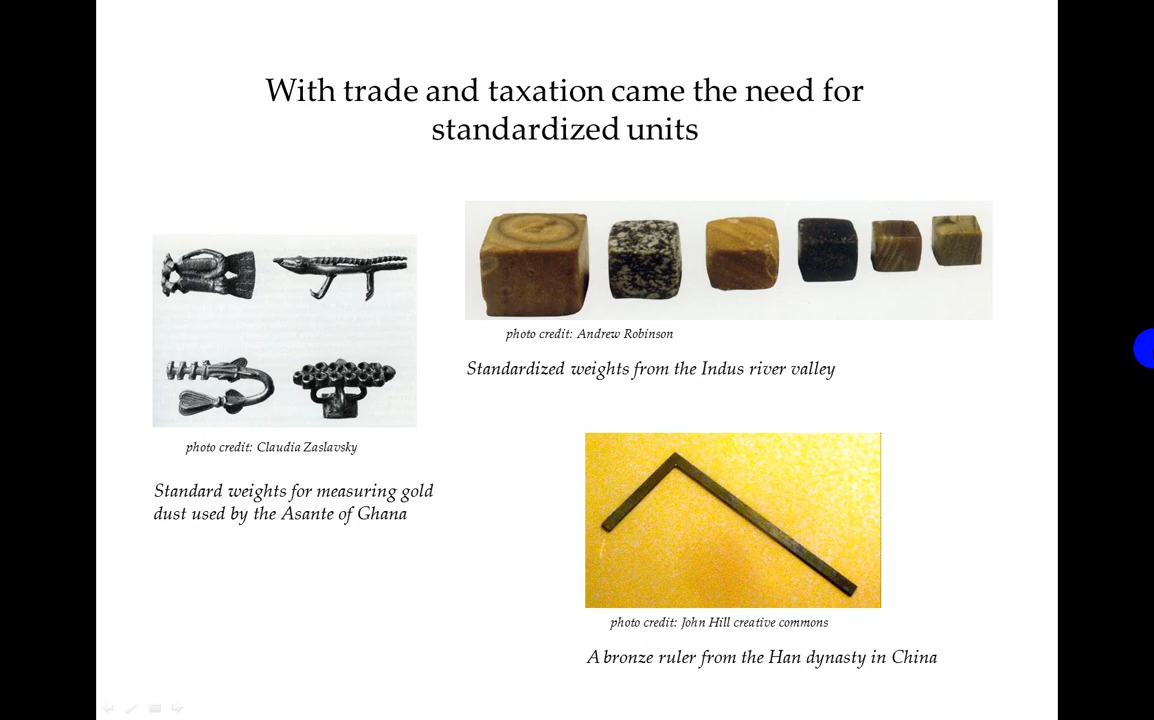 With trade and taxation came the need for
standardized units
photo credit: Andrew Robinson
Standardized weights from the Indus river valley
photo credit: Claudia Zaslavsky
Standard weights for measuring gold
dust used by the Asante of Ghana
photo credit: John Hill creative commons
A bronze ruler from the Han dynasty in China